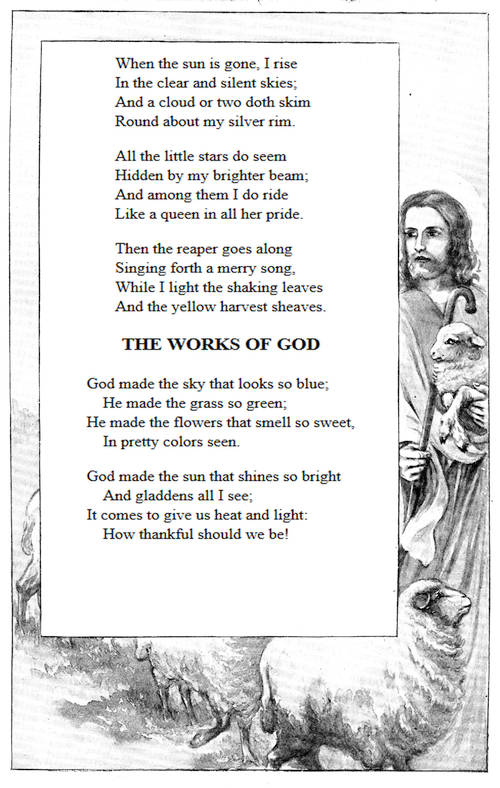 When the sun is gone, I rise
In the clear and silent skies;
And a cloud or two doth skim
Round about my silver rim.
All the little stars do seem
Hidden by my brighter beam;
And among them I do ride
Like a queen in all her pride.
Then the reaper goes along
Singing forth a merry song,
While I light the shaking leaves
And the yellow harvest sheaves.
THE WORKS OF GOD
God made the sky that looks so blue;
He made the grass so green;
He made the flowers that smell so sweet,
In pretty colors seen.
God made the sun that shines so bright
And gladdens all I see;
It comes to give us heat and light:
How thankful should we be!